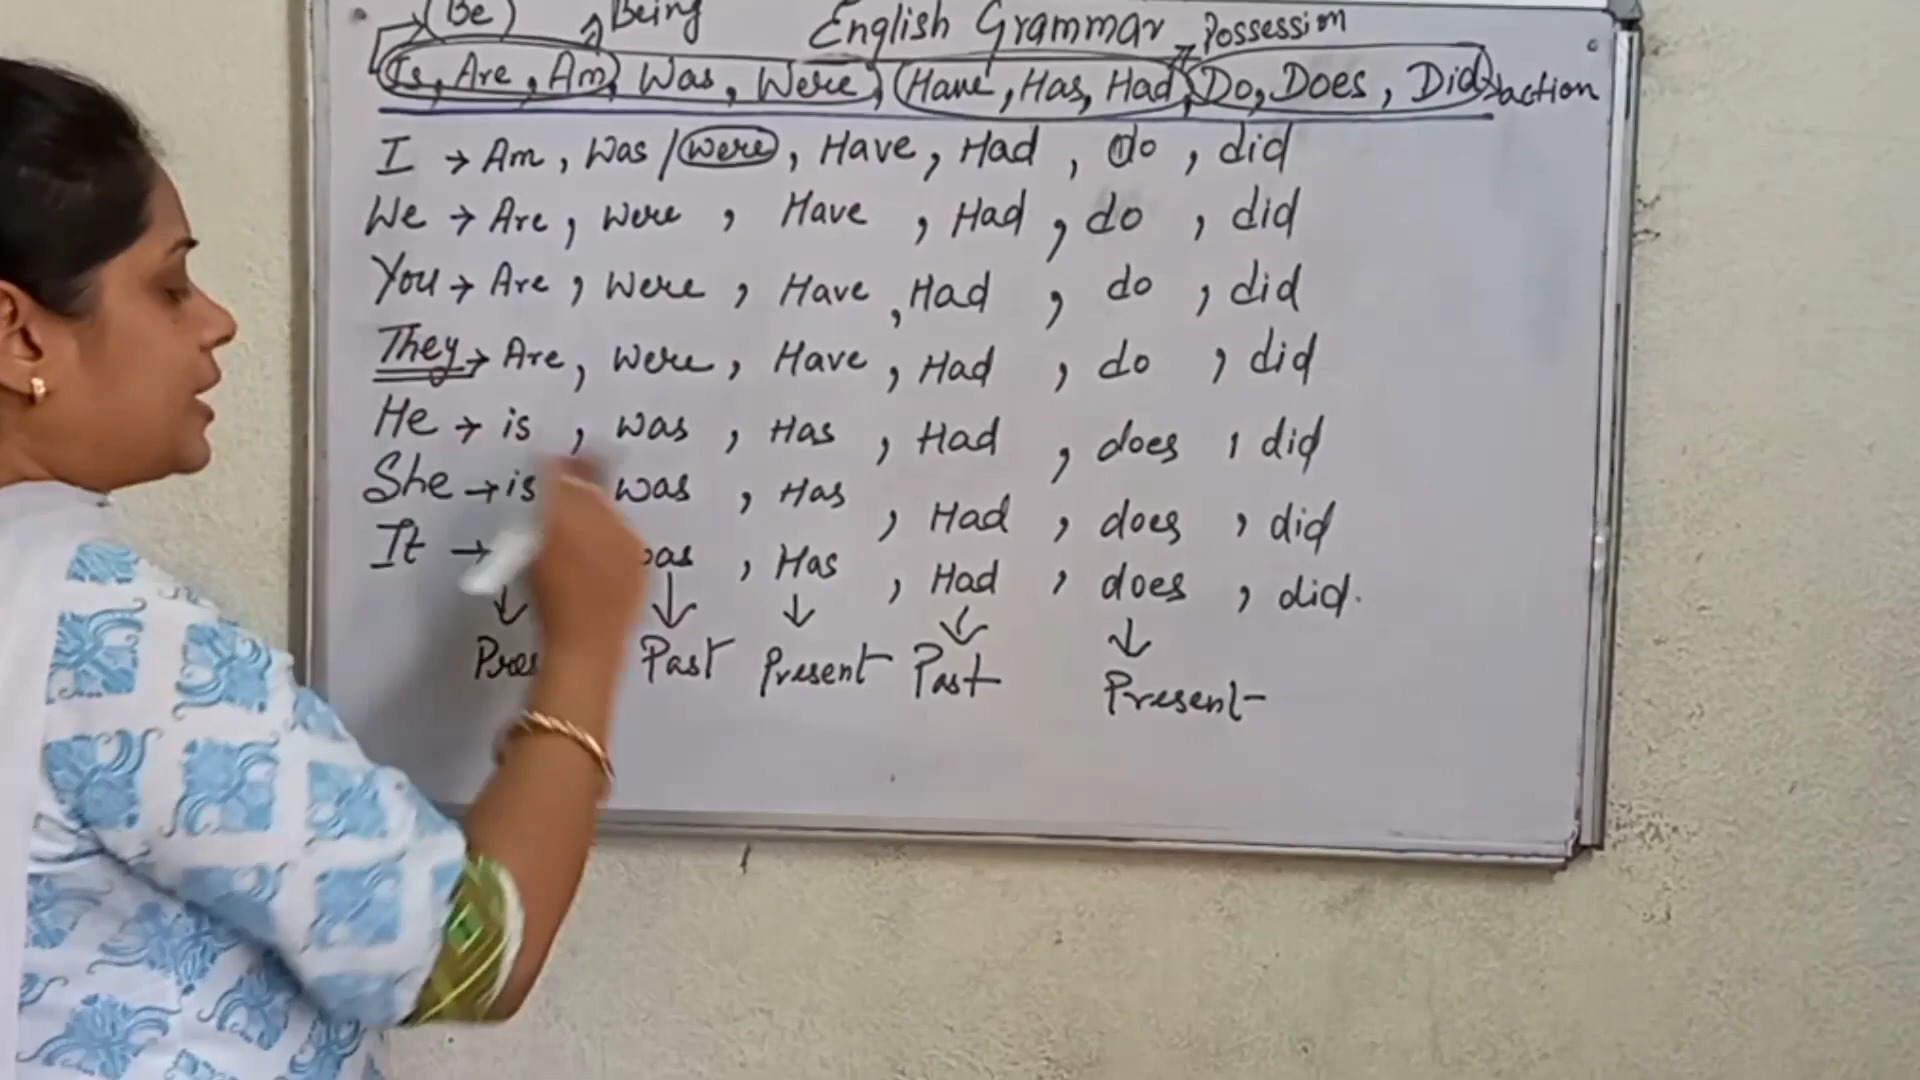 Be Being English Grammar Possession
Is, Are, Am, Was, Were, Have, Has, Had, Do, Does, Did → action
I → Am, Was / were, Have, Had, do, did
We → Are, were, Have, Had, do, did
You → Are, were, Have, Had, do, did
They → Are, were, Have, Had, do, did
He → is, was, Has, Had, does, did
She → is was, Has, Had, does, did
It → , Has, Had, does, did.
Past Present Past Present